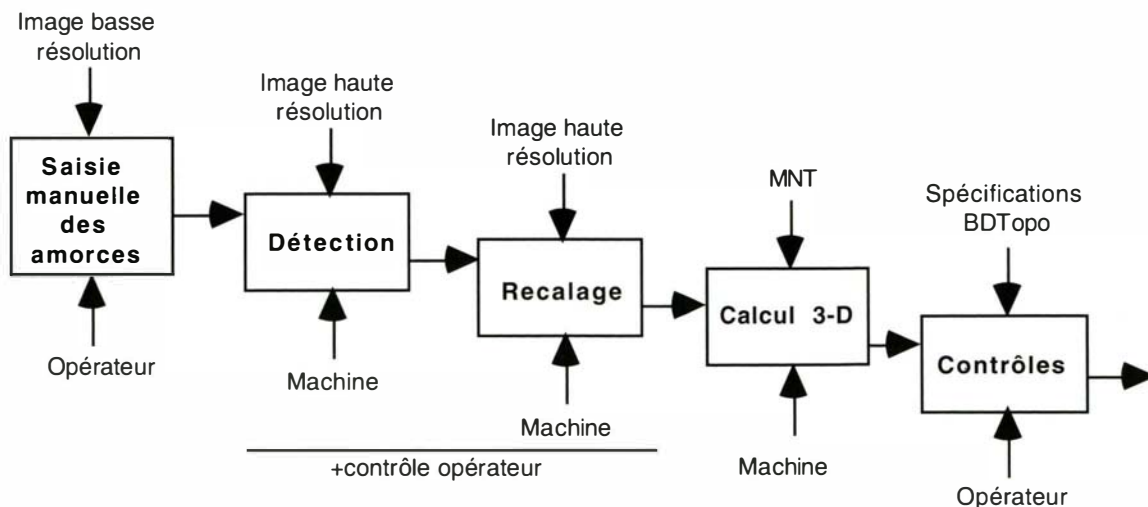 Image basse
résolution
Saisie
manuelle
des
amorces
Opérateur
Image haute
résolution
Détection
Machine
Image haute
résolution
Recalage
Machine
+contrôle opérateur
MNT
Calcul 3-D
Machine
Spécifications
BDTopo
Contrôles
Opérateur